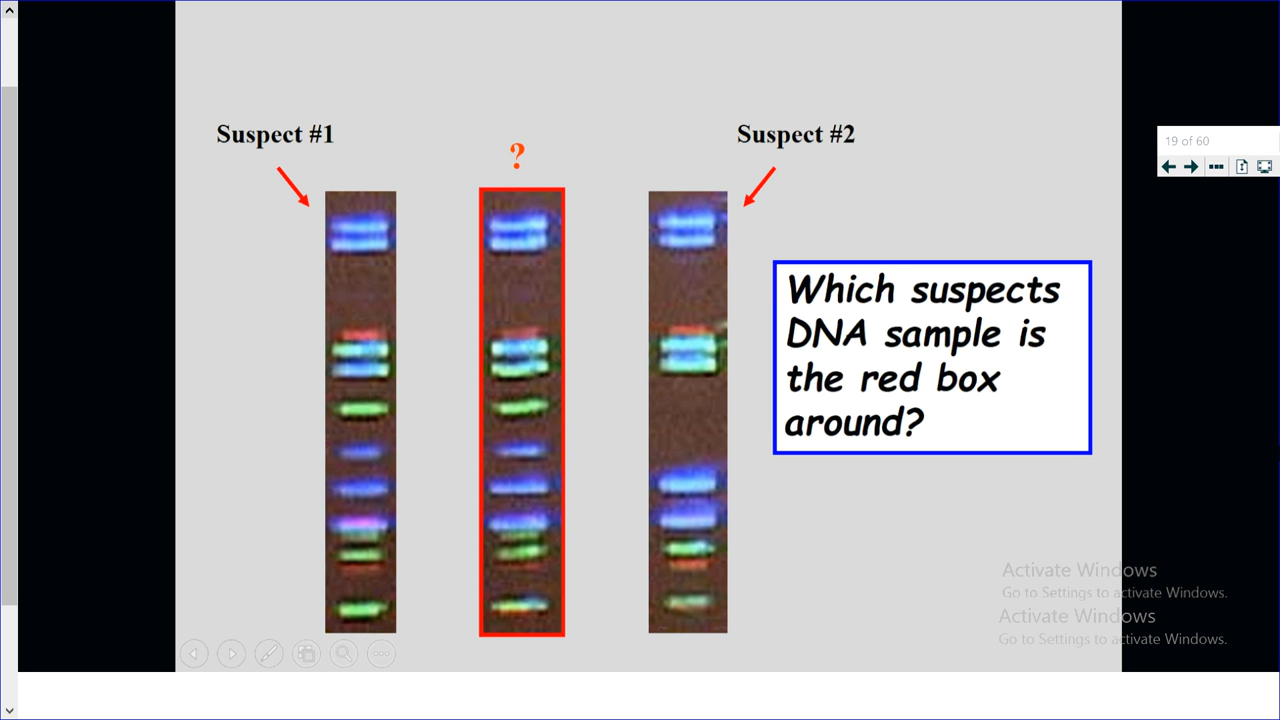 Suspect #1
?
Suspect #2
19 of 60
Which suspects
DNA sample is
the red box
around?
Activate Windows
Go to Settings to activate Windows.
Activate Windows
Go to Settings to activate Windows.